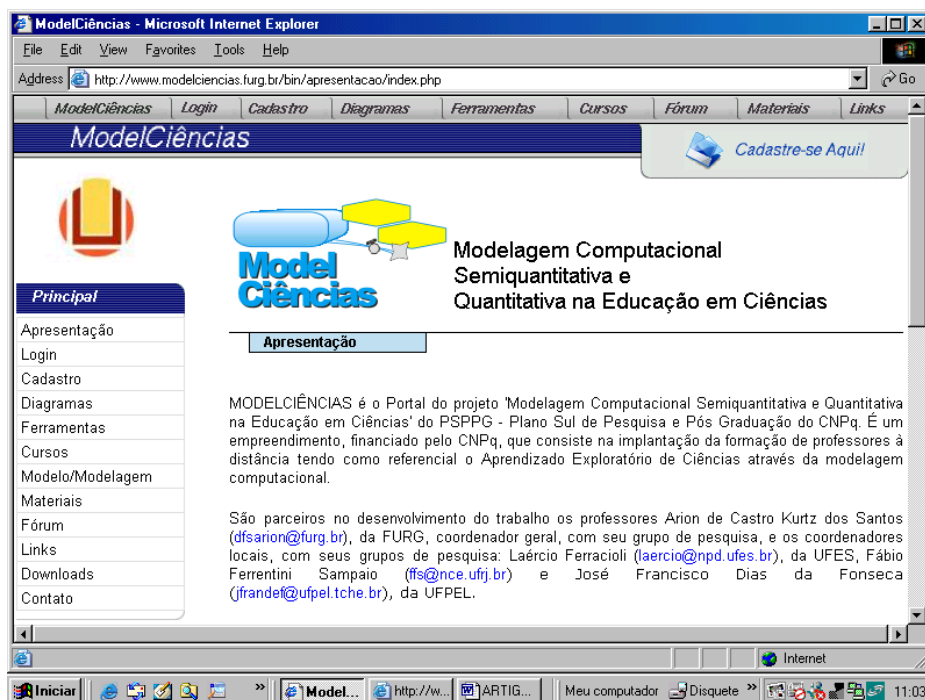 ModelCiências - Microsoft Internet Explorer
File Edit View Favorites Tools Help
Address http://www.modelciencias.furg.br/bin/apresentacao/index.php Go
ModelCiências Login Cadastro Diagramas Ferramentas Cursos Fórum Materiais Links
ModelCiências
Cadastre-se Aqui!
Model
Ciências
Modelagem Computacional
Semiquantitativa e
Quantitativa na Educação em Ciências
Principal
Apresentação
Login
Cadastro
Diagramas
Ferramentas
Cursos
Modelo/Modelagem
Materiais
Fórum
Links
Downloads
Contato
Apresentação
MODELCIÊNCIAS é o Portal do projeto 'Modelagem Computacional Semiquantitativa e Quantitativa
na Educação em Ciências' do PSPPG - Plano Sul de Pesquisa e Pós Graduação do CNPq. É um
empreendimento, financiado pelo CNPq, que consiste na implantação da formação de professores à
distância tendo como referencial o Aprendizado Exploratório de Ciências através da modelagem
computacional.
São parceiros no desenvolvimento do trabalho os professores Arion de Castro Kurtz dos Santos
(dfsarion@furg.br), da FURG, coordenador geral, com seu grupo de pesquisa, e os coordenadores
locais, com seus grupos de pesquisa: Laércio Ferracioli (laercio@npd.ufes.br), da UFES, Fábio
Ferrentini Sampaio (ffs@nce.ufrj.br) e José Francisco Dias da Fonseca
(jfrandef@ufpel.tche.br), da UFPEL.
Internet
Iniciar » Model... http://w... ARTIG... Meu computador Disquete » 11:03